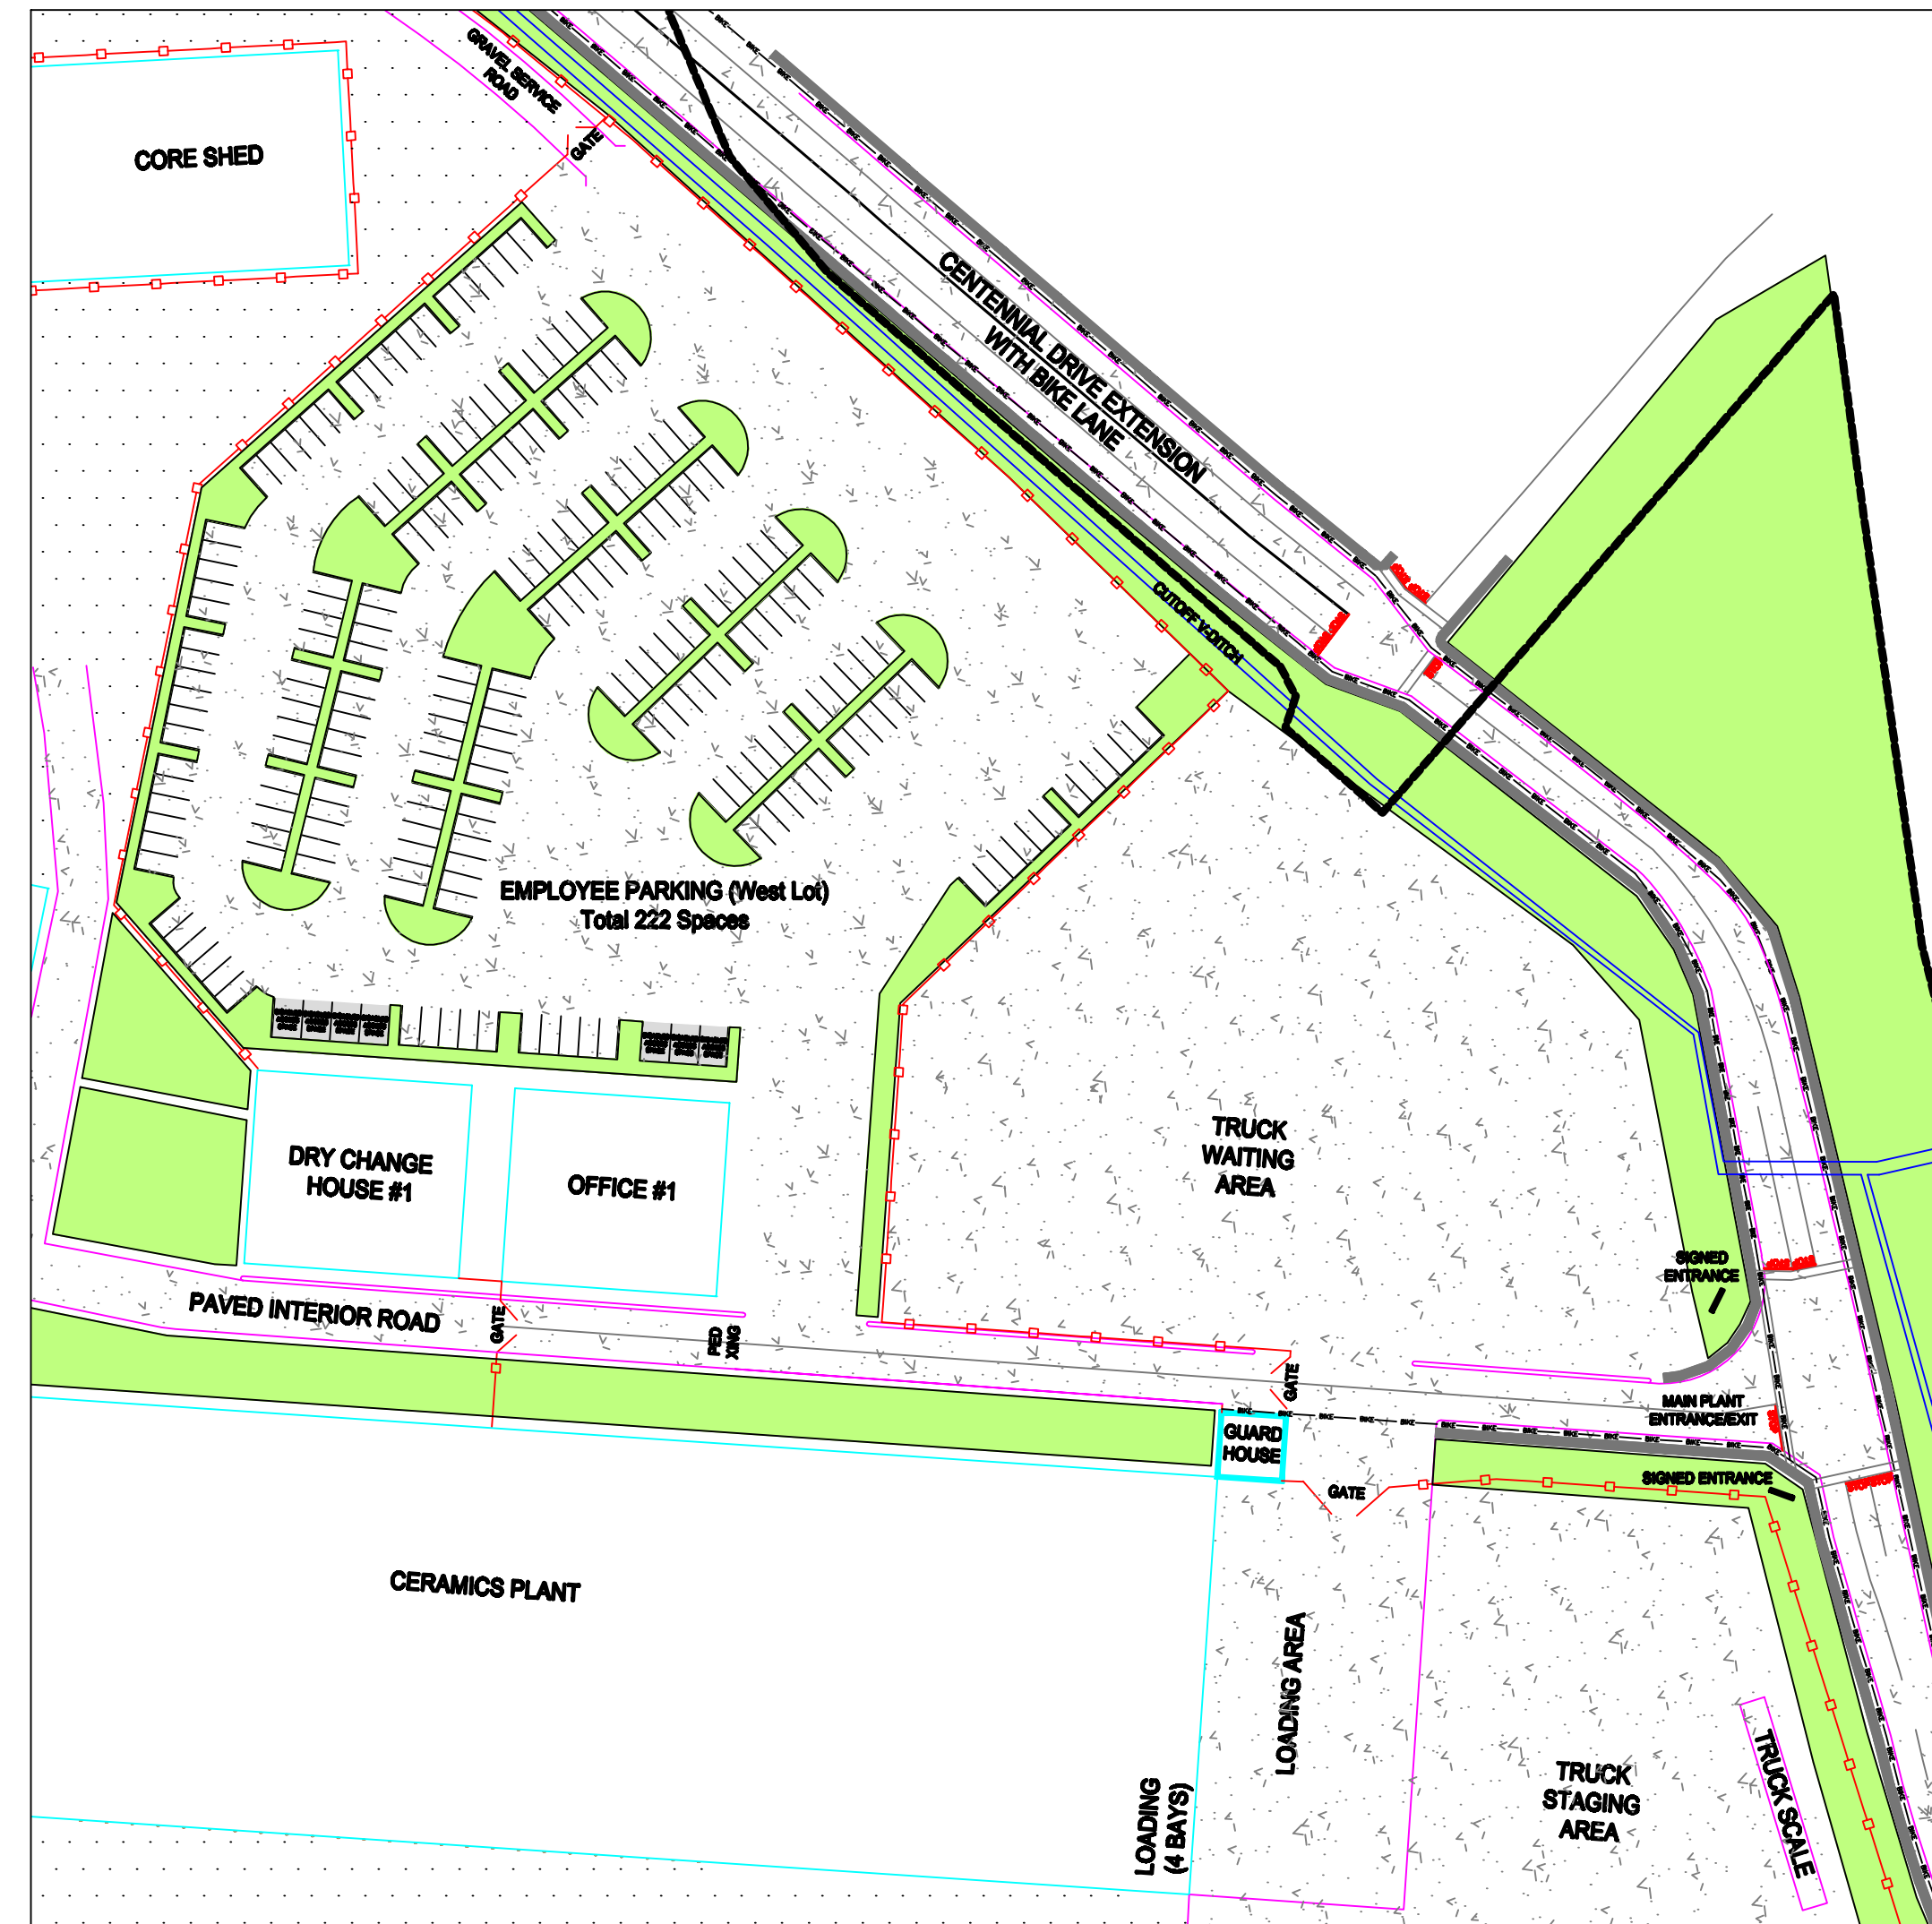 GRAVEL SERVICE
ROAD
GATE
CORE SHED
CENTENNIAL DRIVE EXTENSION
WITH BIKE LANE
CUTOFF V-DITCH
EMPLOYEE PARKING (West Lot)
Total 222 Spaces
DRY CHANGE
HOUSE #1
OFFICE #1
TRUCK
WAITING
AREA
SIGNED
ENTRANCE
PAVED INTERIOR ROAD
GATE
PED
XING
GATE
MAIN PLANT
ENTRANCE/EXIT
GUARD
HOUSE
GATE
SIGNED ENTRANCE
STOP STOP
CERAMICS PLANT
LOADING AREA
LOADING
(4 BAYS)
TRUCK
STAGING
AREA
TRUCK SCALE
BIKE